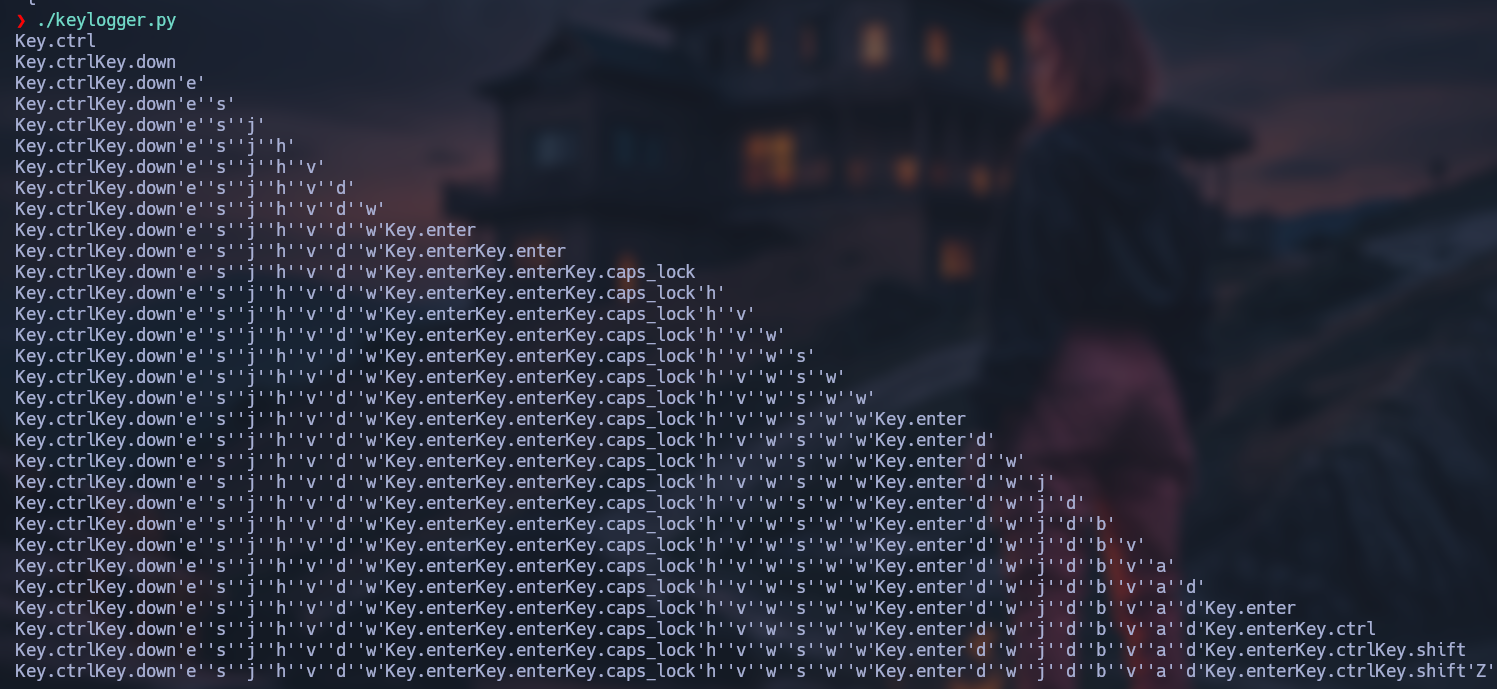 ❯ ./keylogger.py
Key.ctrl
Key.ctrlKey.down
Key.ctrlKey.down'e'
Key.ctrlKey.down'e''s'
Key.ctrlKey.down'e''s''j'
Key.ctrlKey.down'e''s''j''h'
Key.ctrlKey.down'e''s''j''h''v'
Key.ctrlKey.down'e''s''j''h''v''d'
Key.ctrlKey.down'e''s''j''h''v''d''w'
Key.ctrlKey.down'e''s''j''h''v''d''w'Key.enter
Key.ctrlKey.down'e''s''j''h''v''d''w'Key.enterKey.enter
Key.ctrlKey.down'e''s''j''h''v''d''w'Key.enterKey.enterKey.caps_lock
Key.ctrlKey.down'e''s''j''h''v''d''w'Key.enterKey.enterKey.caps_lock'h'
Key.ctrlKey.down'e''s''j''h''v''d''w'Key.enterKey.enterKey.caps_lock'h''v'
Key.ctrlKey.down'e''s''j''h''v''d''w'Key.enterKey.enterKey.caps_lock'h''v''w'
Key.ctrlKey.down'e''s''j''h''v''d''w'Key.enterKey.enterKey.caps_lock'h''v''w''s'
Key.ctrlKey.down'e''s''j''h''v''d''w'Key.enterKey.enterKey.caps_lock'h''v''w''s''w'
Key.ctrlKey.down'e''s''j''h''v''d''w'Key.enterKey.enterKey.caps_lock'h''v''w''s''w''w'
Key.ctrlKey.down'e''s''j''h''v''d''w'Key.enterKey.enterKey.caps_lock'h''v''w''s''w''w'Key.enter
Key.ctrlKey.down'e''s''j''h''v''d''w'Key.enterKey.enterKey.caps_lock'h''v''w''s''w''w'Key.enter'd'
Key.ctrlKey.down'e''s''j''h''v''d''w'Key.enterKey.enterKey.caps_lock'h''v''w''s''w''w'Key.enter'd''w'
Key.ctrlKey.down'e''s''j''h''v''d''w'Key.enterKey.enterKey.caps_lock'h''v''w''s''w''w'Key.enter'd''w''j'
Key.ctrlKey.down'e''s''j''h''v''d''w'Key.enterKey.enterKey.caps_lock'h''v''w''s''w''w'Key.enter'd''w''j''d'
Key.ctrlKey.down'e''s''j''h''v''d''w'Key.enterKey.enterKey.caps_lock'h''v''w''s''w''w'Key.enter'd''w''j''d''b'
Key.ctrlKey.down'e''s''j''h''v''d''w'Key.enterKey.enterKey.caps_lock'h''v''w''s''w''w'Key.enter'd''w''j''d''b''v'
Key.ctrlKey.down'e''s''j''h''v''d''w'Key.enterKey.enterKey.caps_lock'h''v''w''s''w''w'Key.enter'd''w''j''d''b''v''a'
Key.ctrlKey.down'e''s''j''h''v''d''w'Key.enterKey.enterKey.caps_lock'h''v''w''s''w''w'Key.enter'd''w''j''d''b''v''a''d'
Key.ctrlKey.down'e''s''j''h''v''d''w'Key.enterKey.enterKey.caps_lock'h''v''w''s''w''w'Key.enter'd''w''j''d''b''v''a''d'Key.enter
Key.ctrlKey.down'e''s''j''h''v''d''w'Key.enterKey.enterKey.caps_lock'h''v''w''s''w''w'Key.enter'd''w''j''d''b''v''a''d'Key.enterKey.ctrl
Key.ctrlKey.down'e''s''j''h''v''d''w'Key.enterKey.enterKey.caps_lock'h''v''w''s''w''w'Key.enter'd''w''j''d''b''v''a''d'Key.enterKey.ctrlKey.shift
Key.ctrlKey.down'e''s''j''h''v''d''w'Key.enterKey.enterKey.caps_lock'h''v''w''s''w''w'Key.enter'd''w''j''d''b''v''a''d'Key.enterKey.ctrlKey.shift'Z'